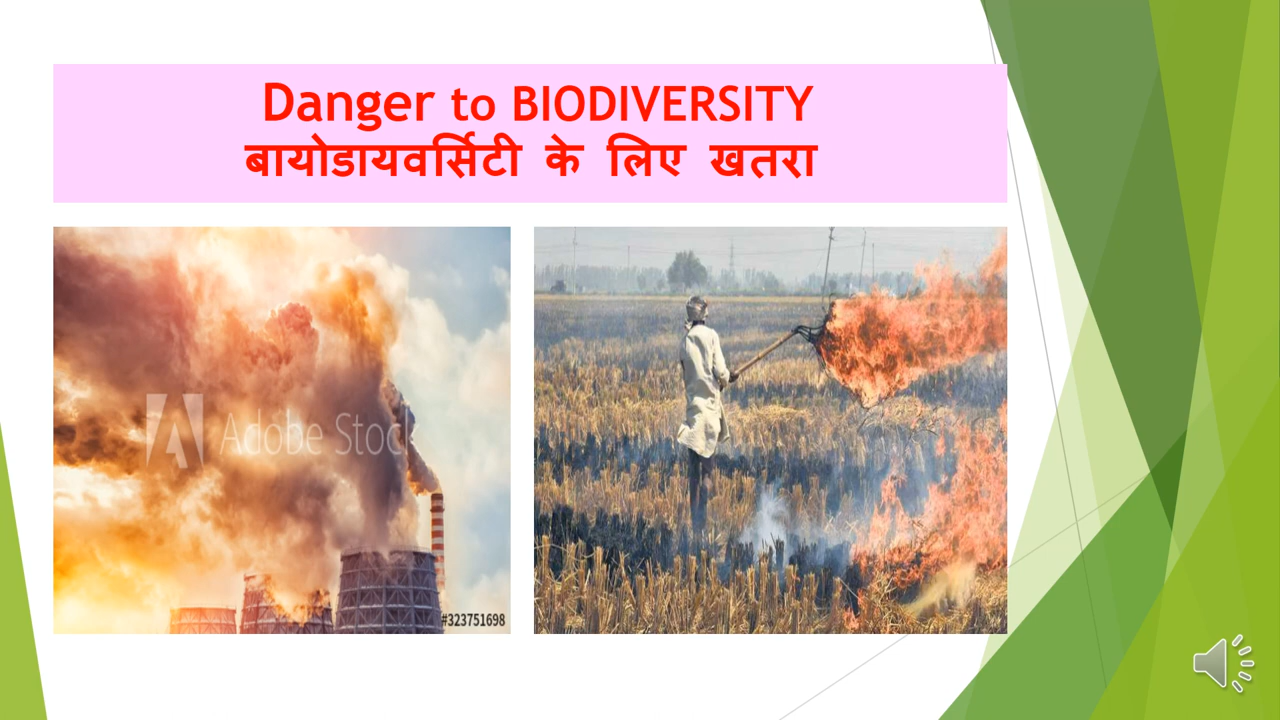 Danger to BIODIVERSITY
बायोडायवर्सिटी के लिए खतरा
Adobe Stock
#323751698